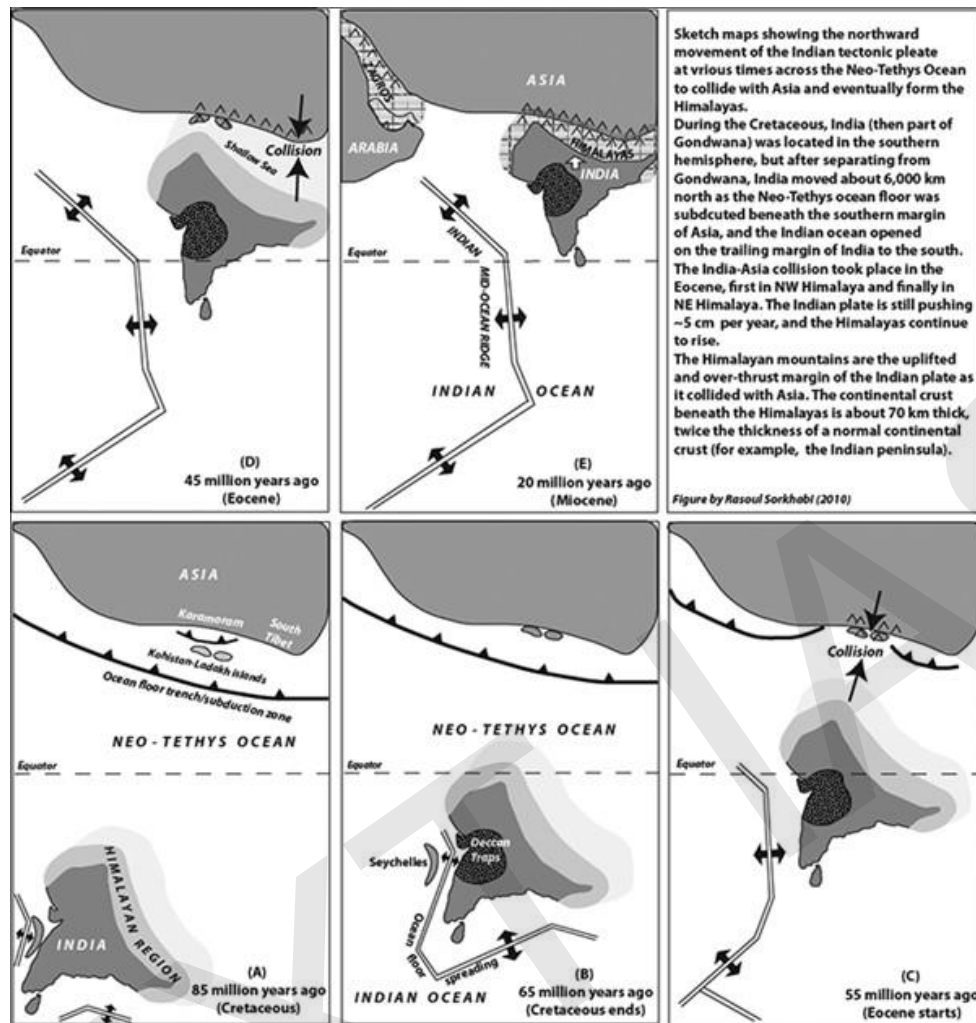 ASIA
ZAGROS
ASIA
Collision
Shallow Sea
ARABIA
HIMALAYAS
INDIA
Equator
Equator
INDIAN
MID-OCEAN RIDGE
INDIAN OCEAN
(D)
45 million years ago
(Eocene)
(E)
20 million years ago
(Miocene)
Sketch maps showing the northward
movement of the Indian tectonic pleate
at vrious times across the Neo-Tethys Ocean
to collide with Asia and eventually form the
Himalayas.
During the Cretaceous, India (then part of
Gondwana) was located in the southern
hemisphere, but after separating from
Gondwana, India moved about 6,000 km
north as the Neo-Tethys ocean floor was
subdcuted beneath the southern margin
of Asia, and the Indian ocean opened
on the trailing margin of India to the south.
The India-Asia collision took place in the
Eocene, first in NW Himalaya and finally in
NE Himalaya. The Indian plate is still pushing
~5 cm per year, and the Himalayas continue
to rise.
The Himalayan mountains are the uplifted
and over-thrust margin of the Indian plate as
it collided with Asia. The continental crust
beneath the Himalayas is about 70 km thick,
twice the thickness of a normal continental
crust (for example, the Indian peninsula).
Figure by Rasoul Sorkhabi (2010)
ASIA
Karamoram
South
Tibet
Kohistan-Ladakh islands
Ocean floor trench/subduction zone
NEO-TETHYS OCEAN
Equator
HIMALAYAN REGION
INDIA
(A)
85 million years ago
(Cretaceous)
NEO-TETHYS OCEAN
Equator
Seychelles
Deccan
Traps
Ocean
floor
spreading
INDIAN OCEAN
(B)
65 million years ago
(Cretaceous ends)
Collision
Equator
(C)
55 million years ago
(Eocene starts)